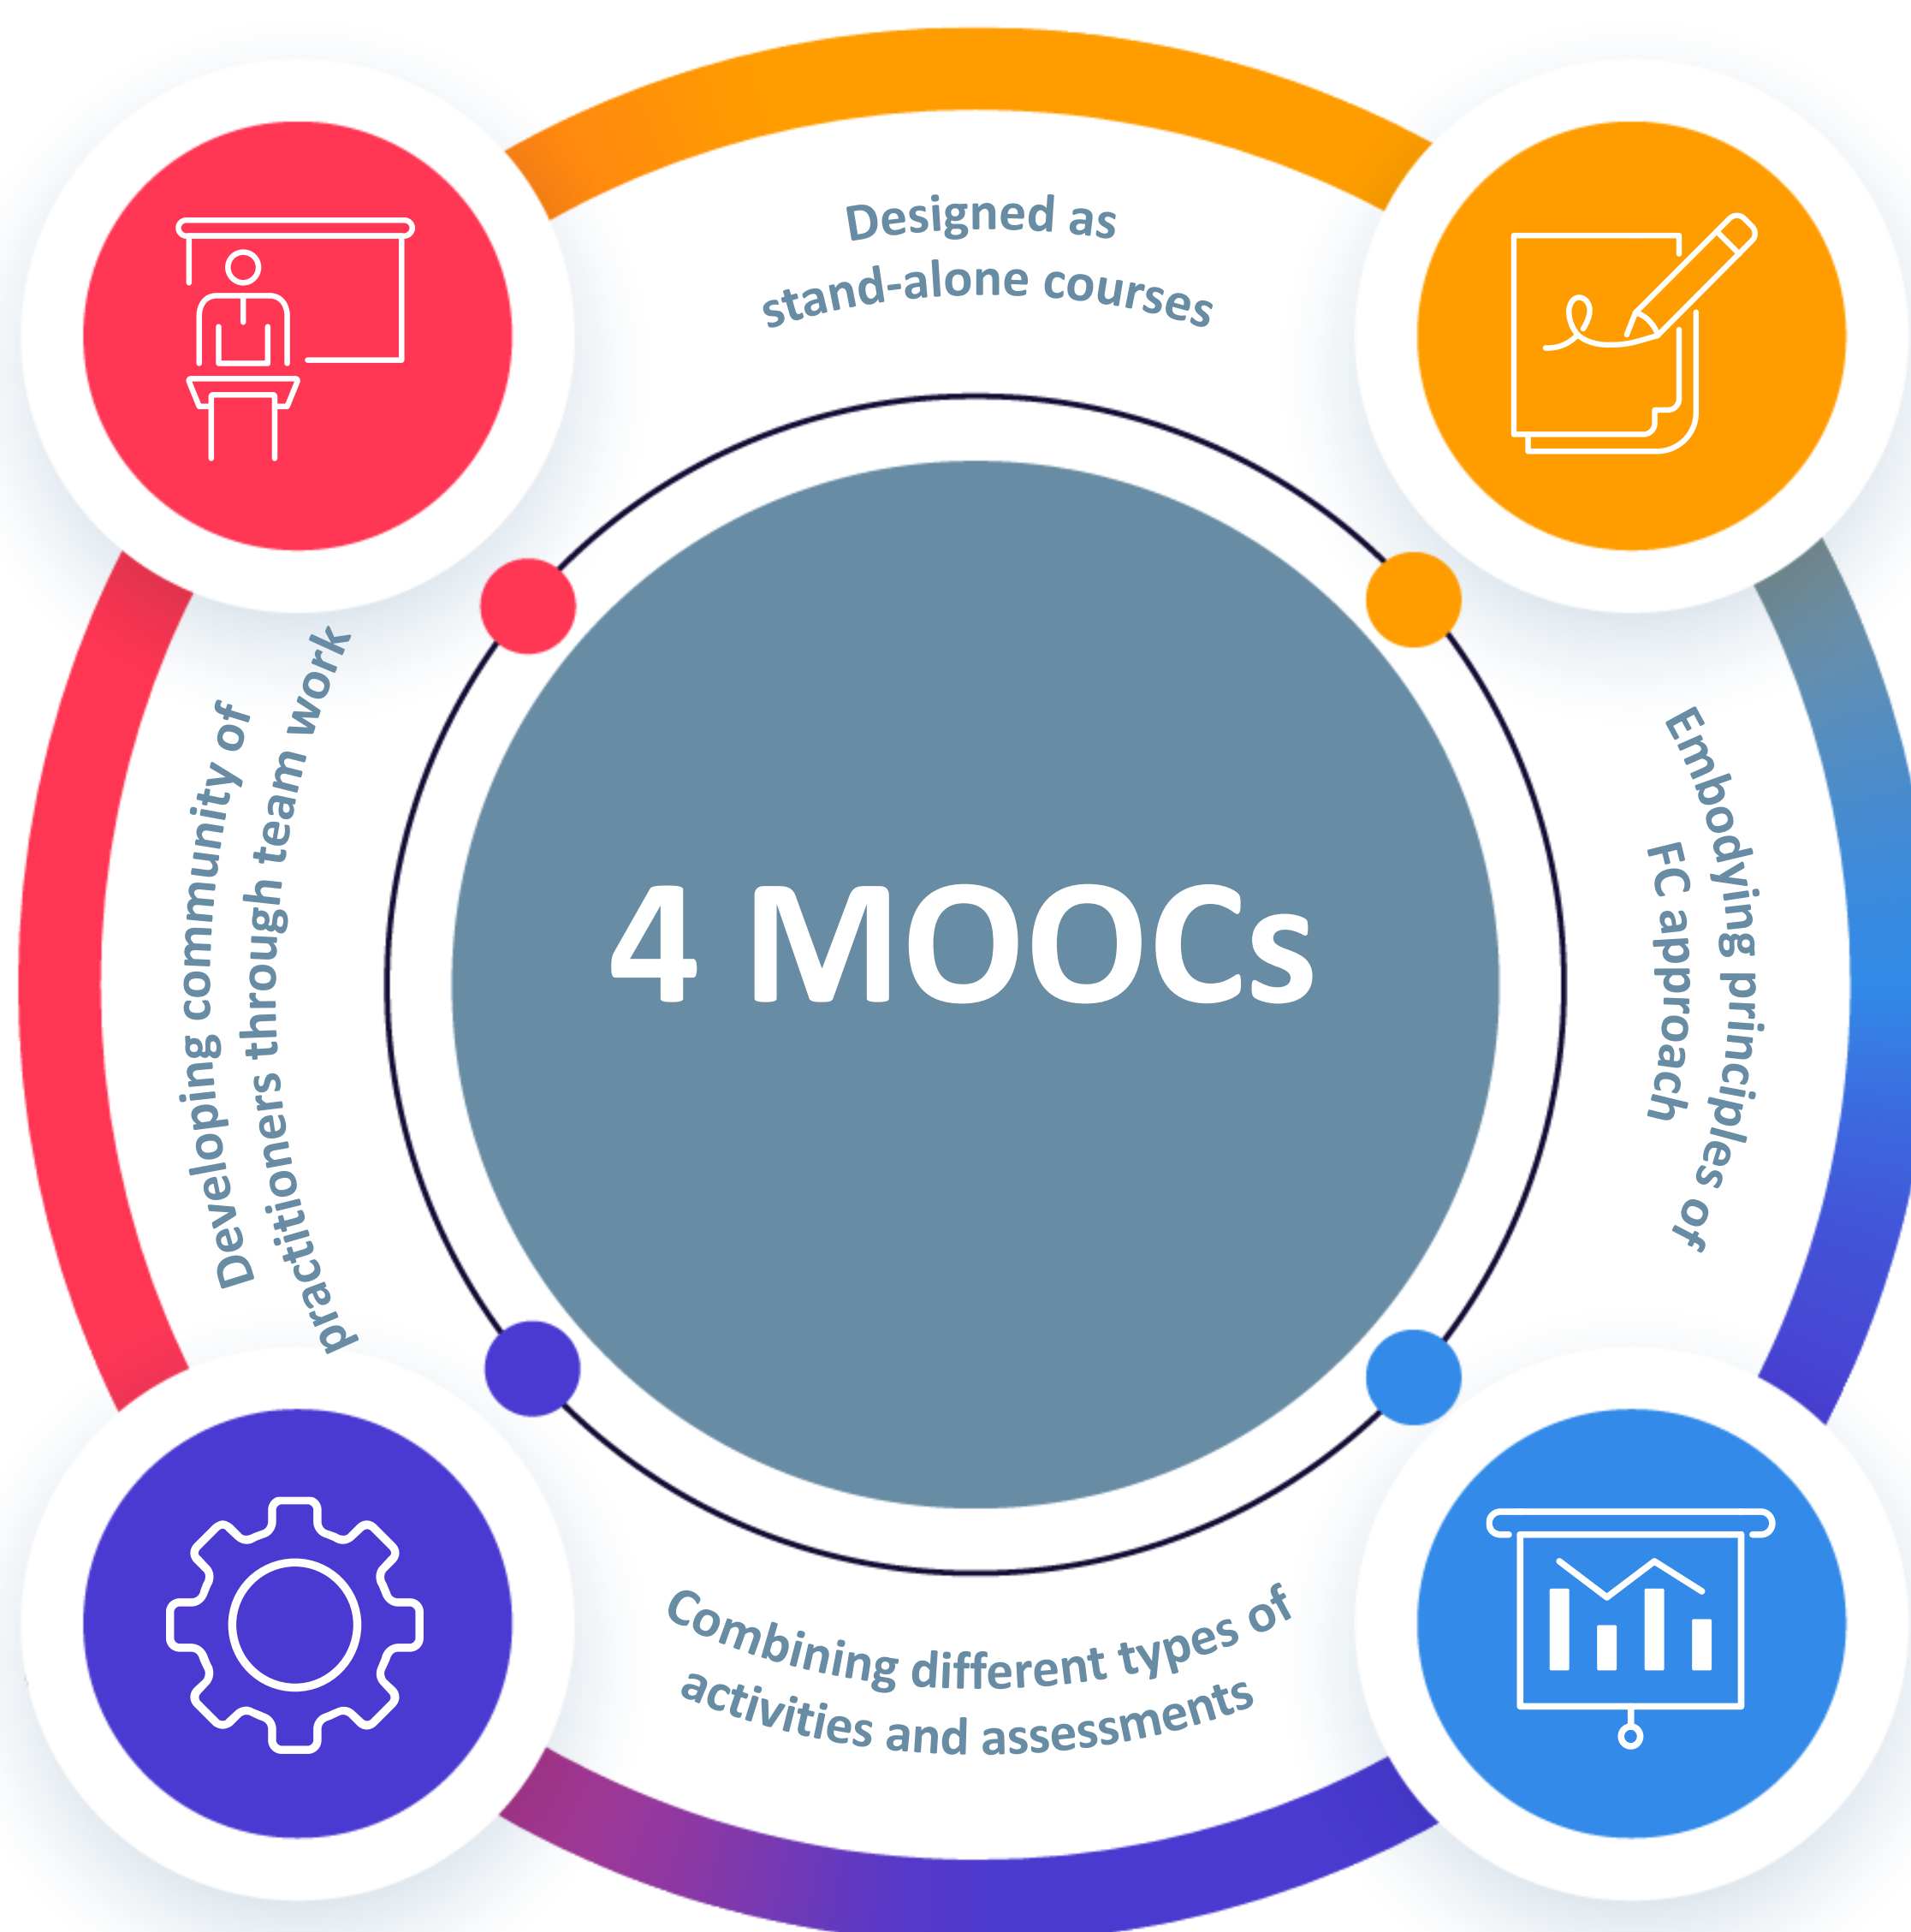 Designed as
stand-alone courses
Embodying principles of
FC approach
4 MOOCs
Developing community of
practitioners through team work
Combining different types of
activities and assessments